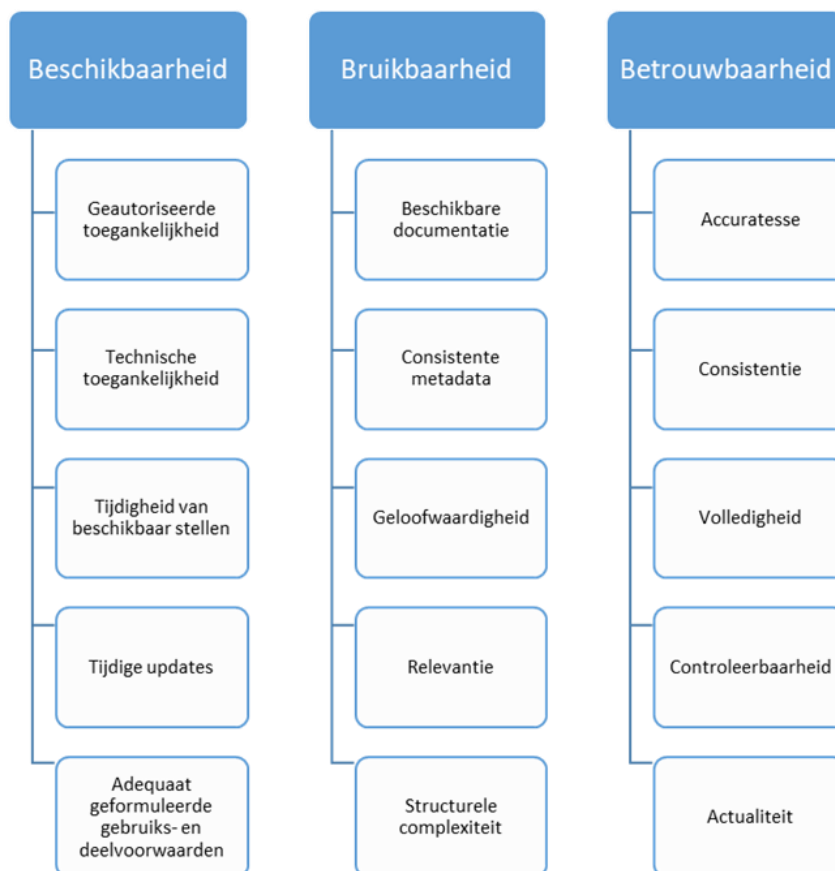 Beschikbaarheid
Geautoriseerde
toegankelijkheid
Technische
toegankelijkheid
Tijdigheid van
beschikbaar stellen
Tijdige updates
Adequaat
geformuleerde
gebruiks- en
deelvoorwaarden
Bruikbaarheid
Beschikbare
documentatie
Consistente
metadata
Geloofwaardigheid
Relevantie
Structurele
complexiteit
Betrouwbaarheid
Accuratesse
Consistentie
Volledigheid
Controleerbaarheid
Actualiteit